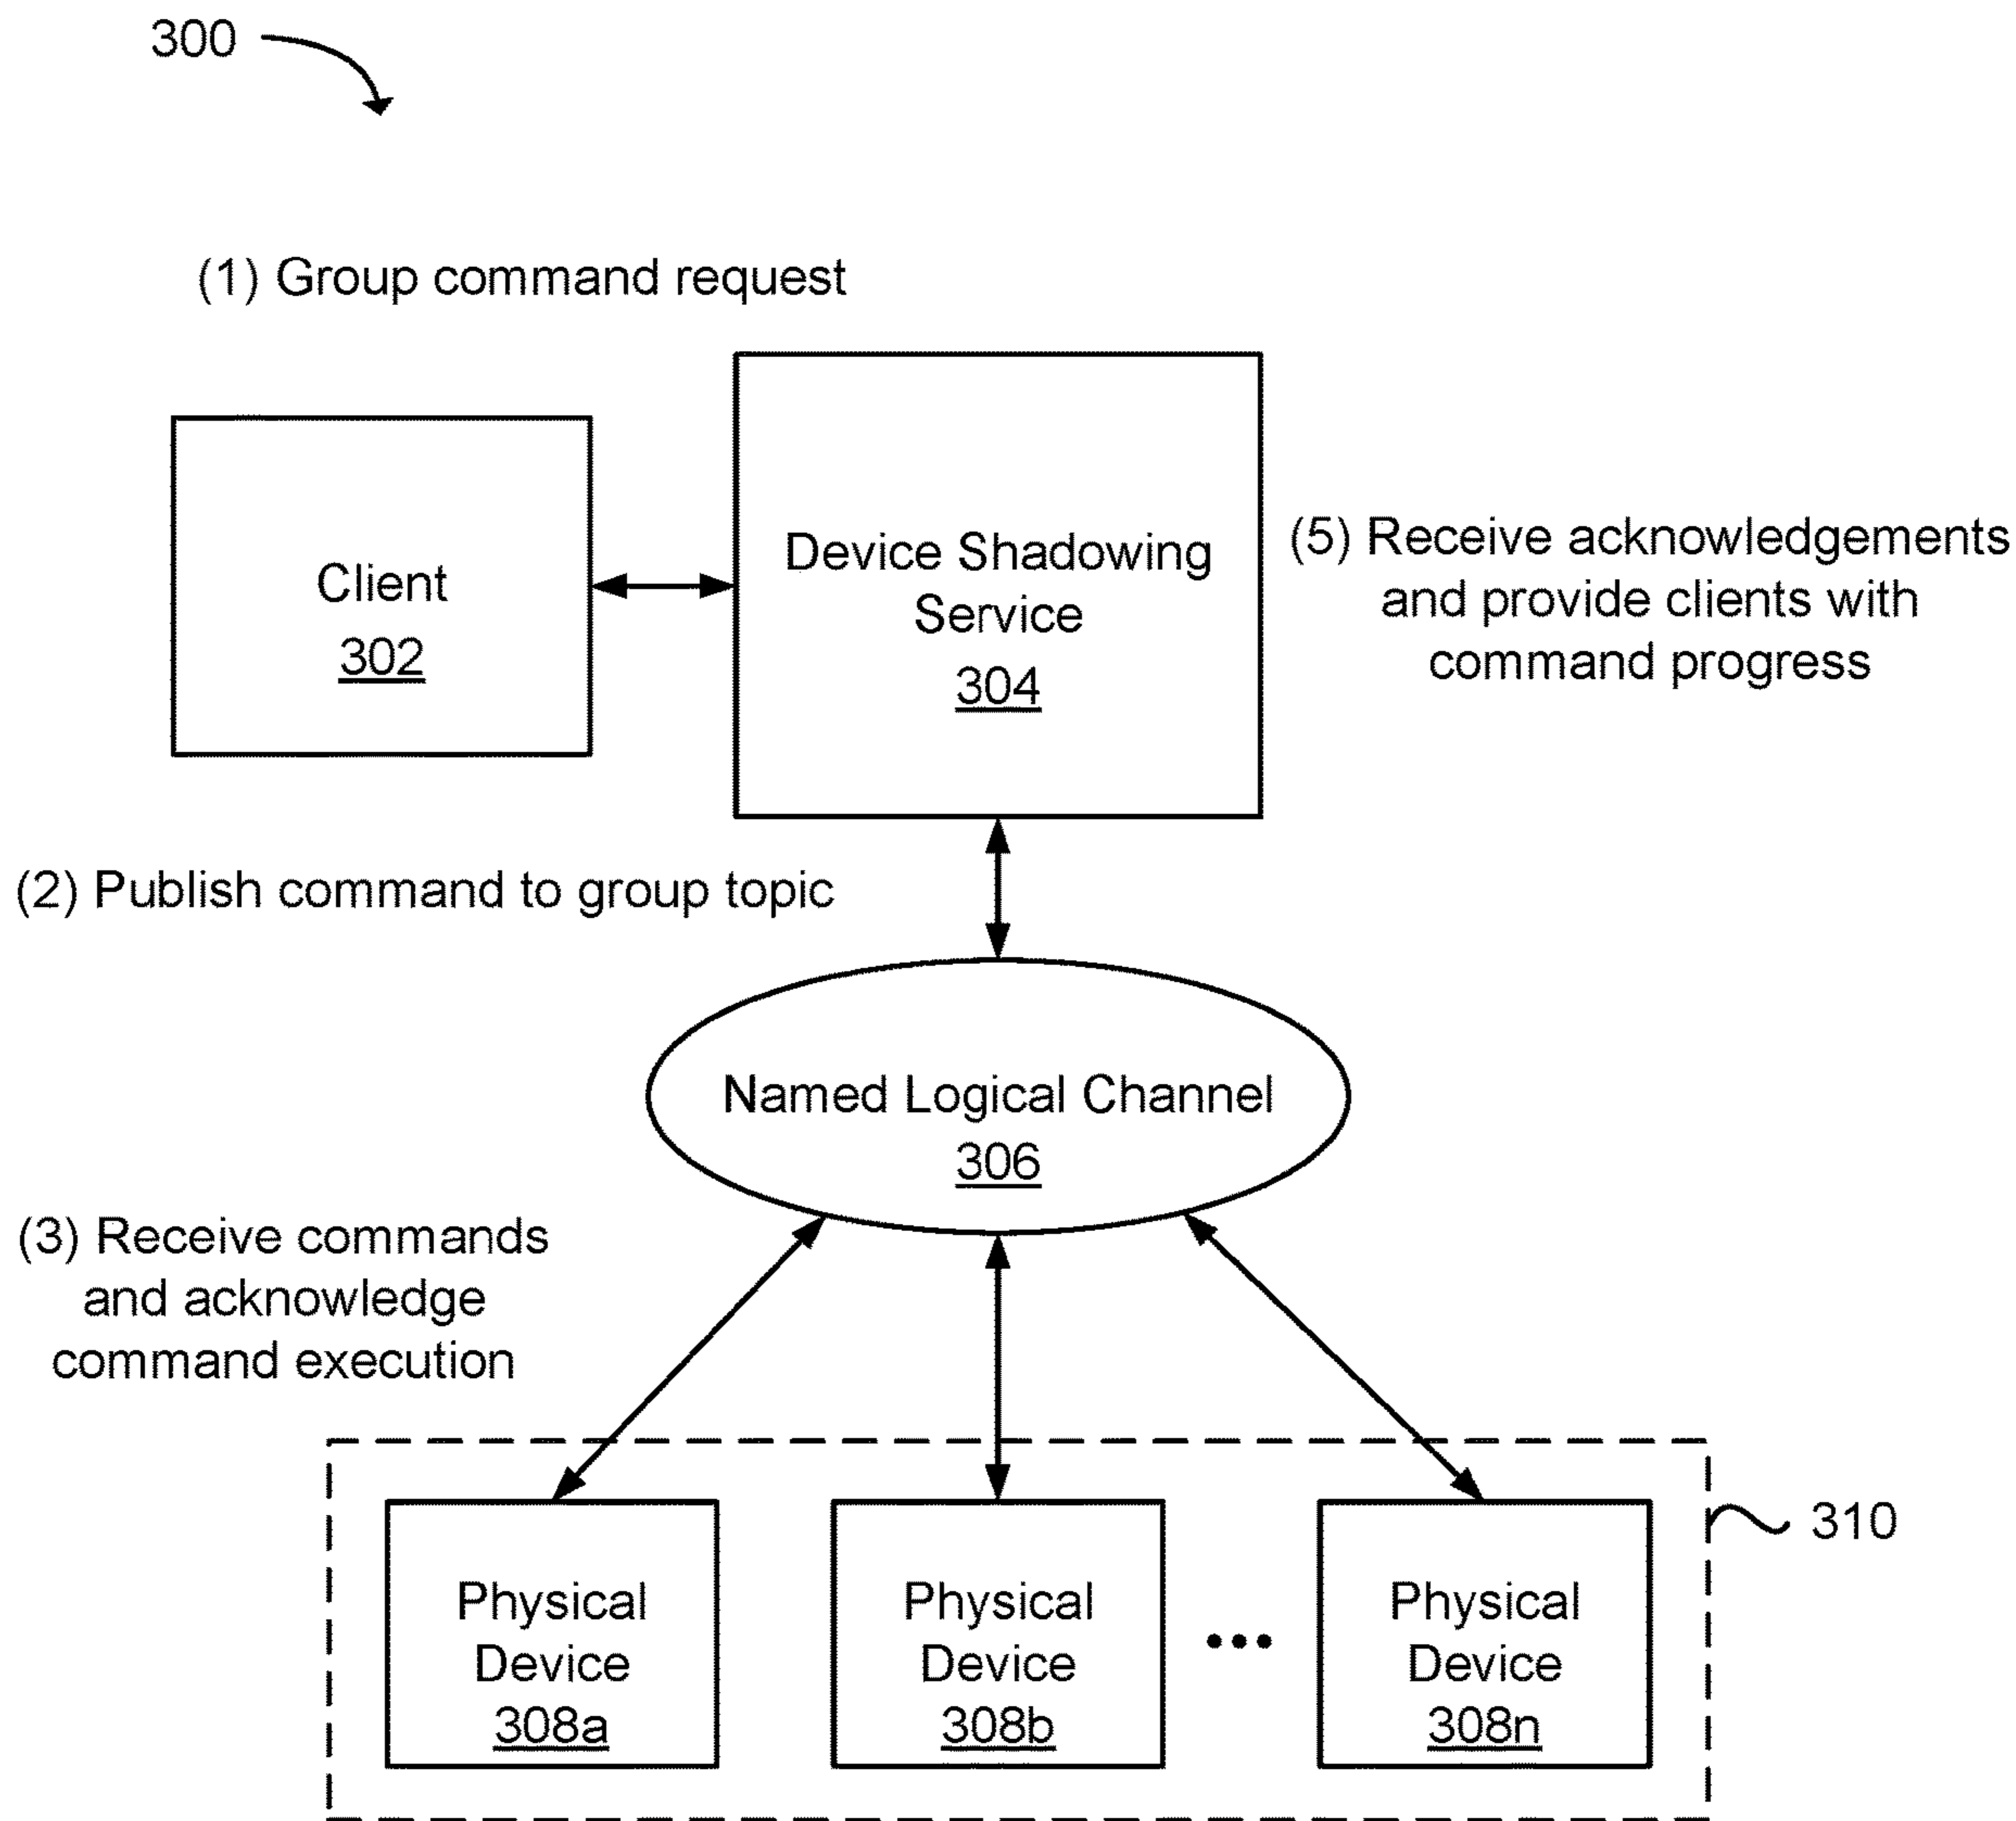 300
(1) Group command request
Client
302
Device Shadowing
Service
304
(5) Receive acknowledgements
and provide clients with
command progress
(2) Publish command to group topic
Named Logical Channel
306
(3) Receive commands
and acknowledge
command execution
310
Physical
Device
308a
Physical
Device
308b
•••
Physical
Device
308n